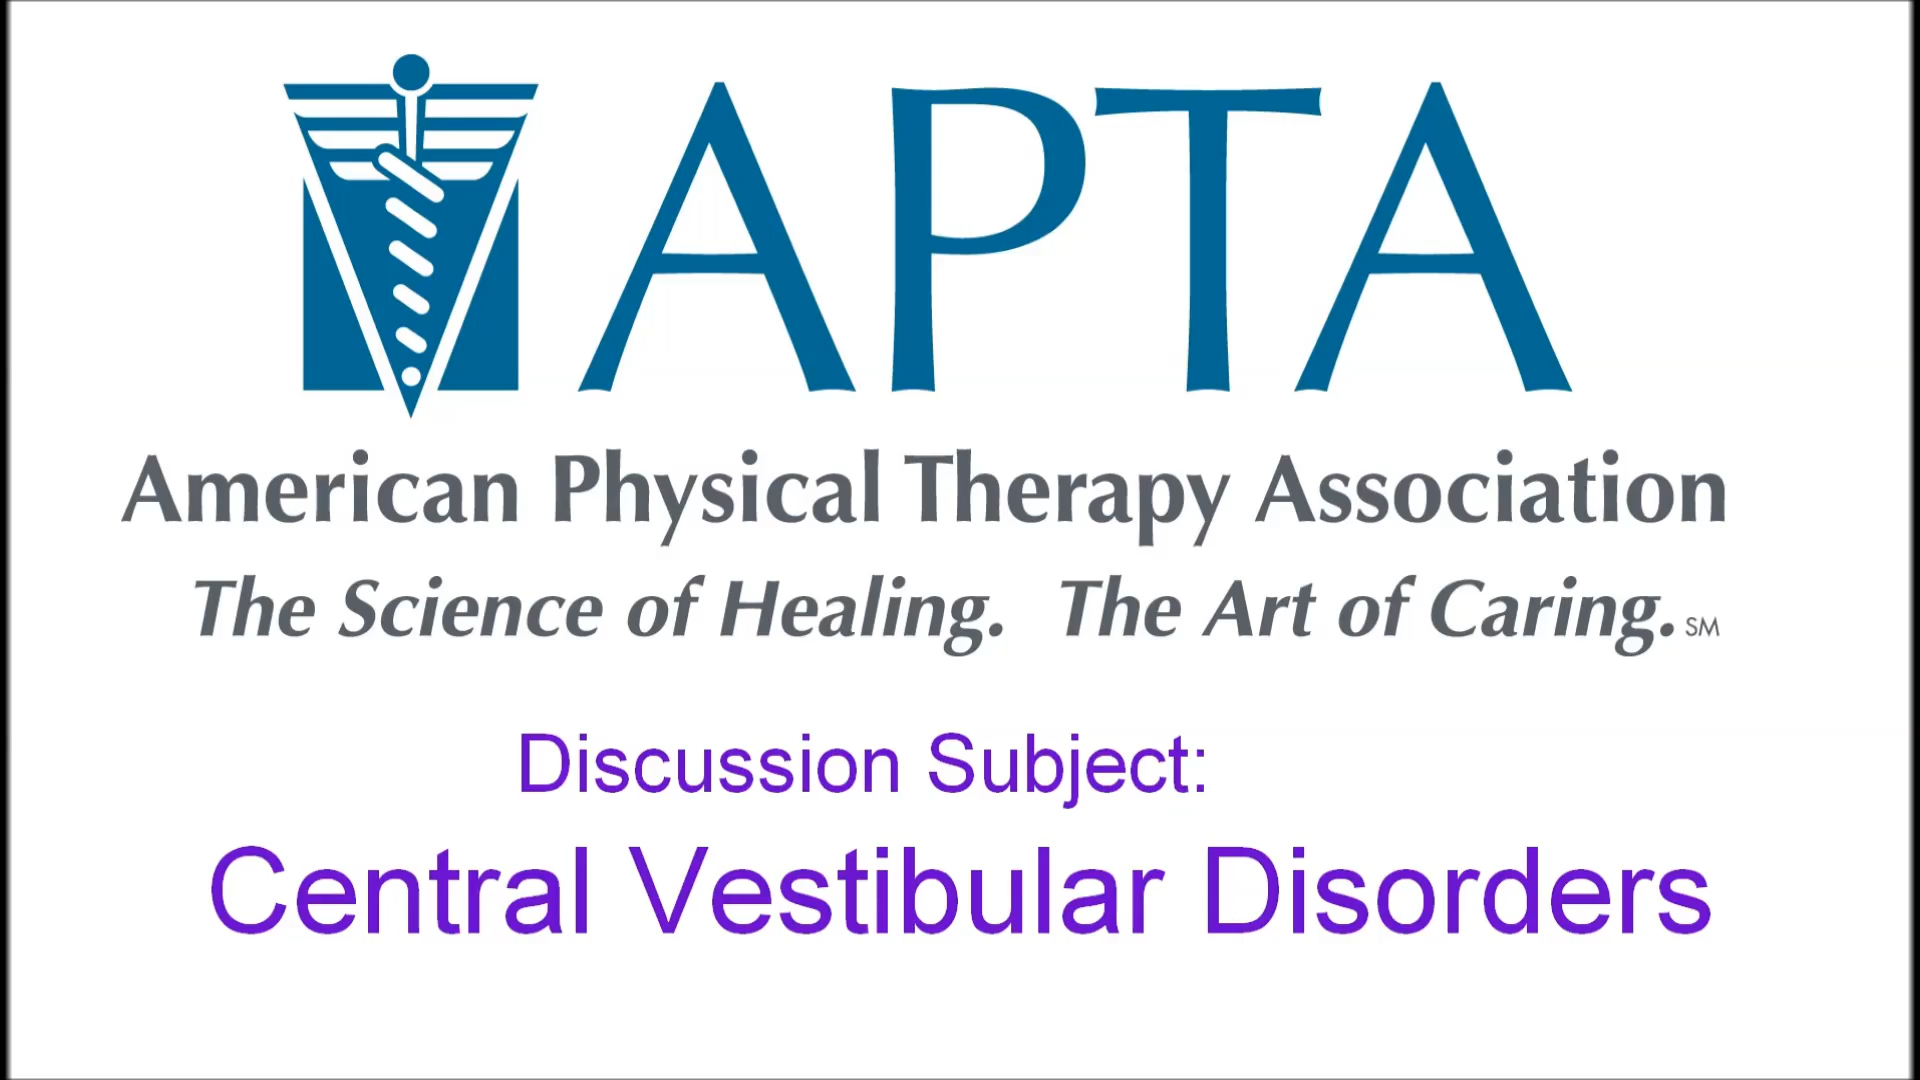 APTA
American Physical Therapy Association
The Science of Healing. The Art of Caring. SM
Discussion Subject:
Central Vestibular Disorders